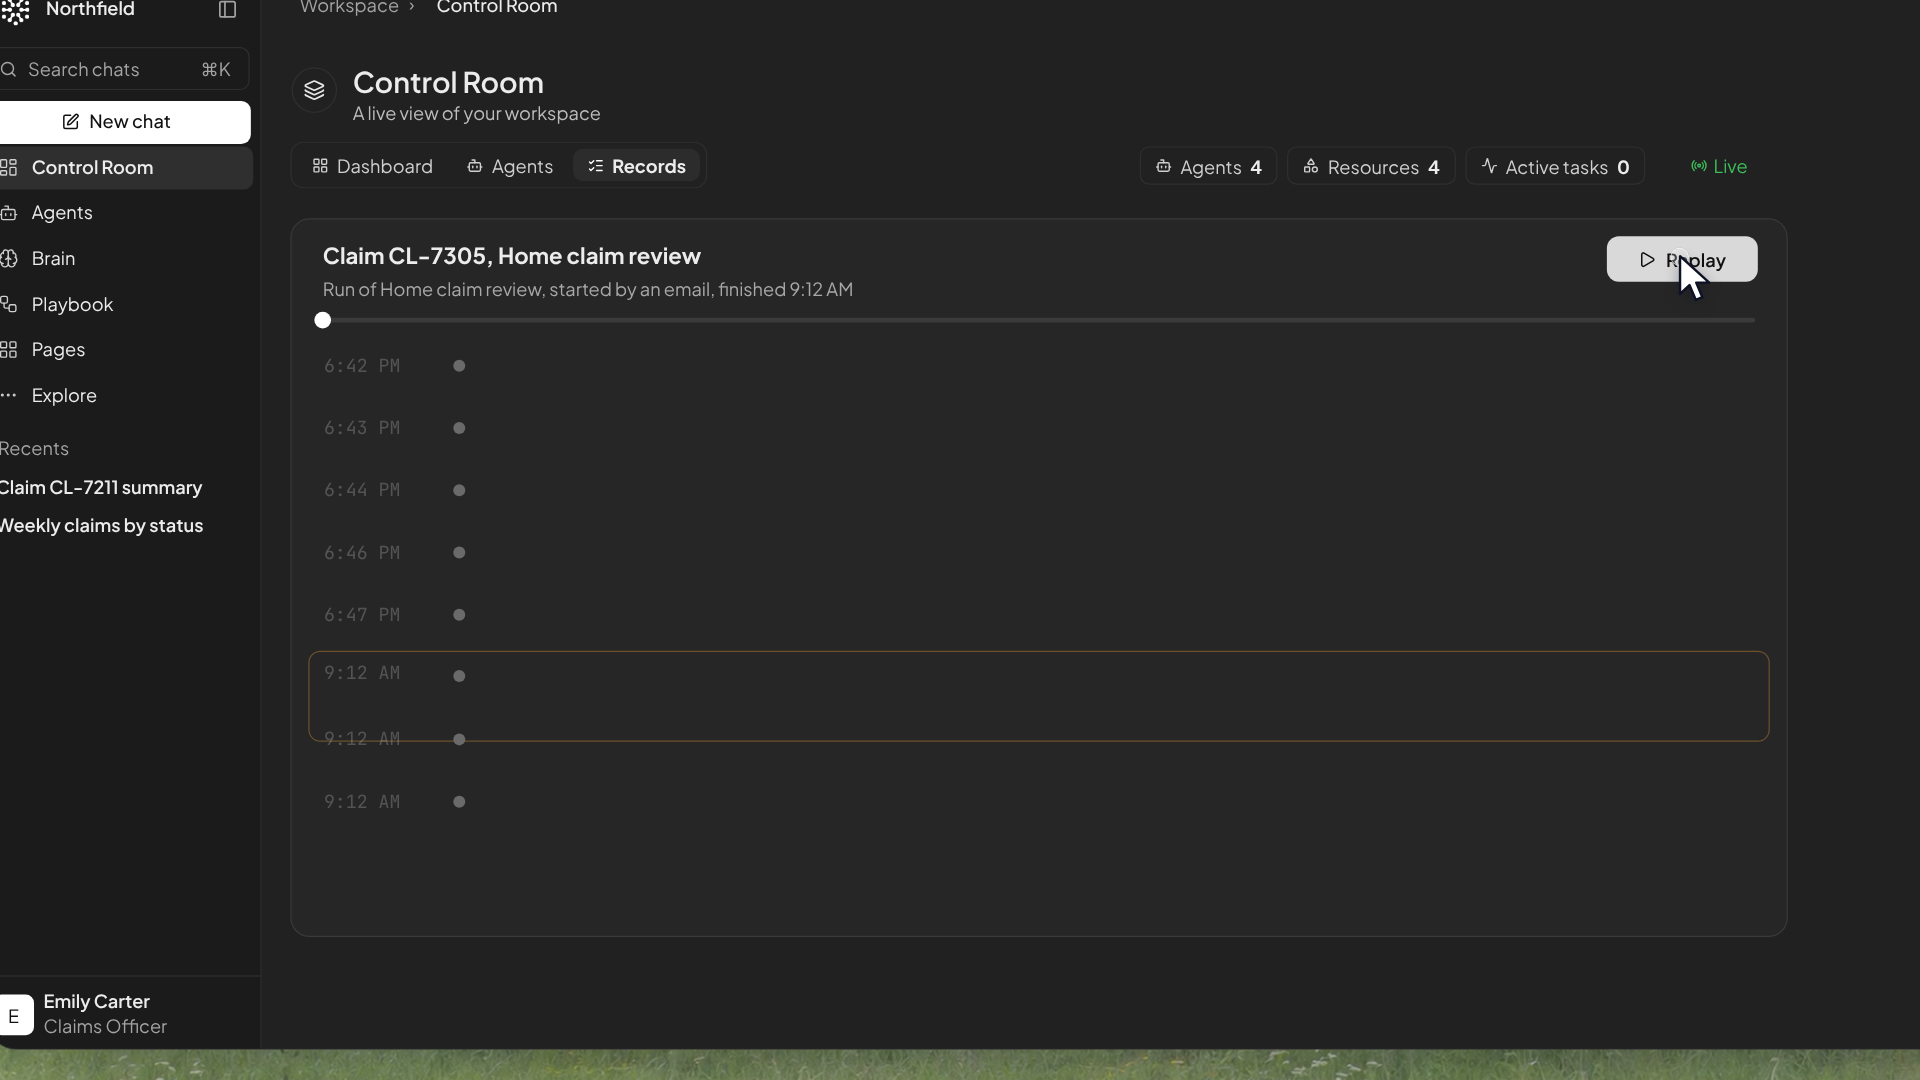 Northfield
Workspace › Control Room
Search chats ⌘K
New chat
Control Room
Agents
Brain
Playbook
Pages
Explore
Recents
Claim CL-7211 summary
Weekly claims by status
E
Emily Carter
Claims Officer
Control Room
A live view of your workspace
Dashboard Agents Records
Agents 4 Resources 4 Active tasks 0 Live
Claim CL-7305, Home claim review
Replay
Run of Home claim review, started by an email, finished 9:12 AM
6:42 PM
6:43 PM
6:44 PM
6:46 PM
6:47 PM
9:12 AM
9:12 AM
9:12 AM